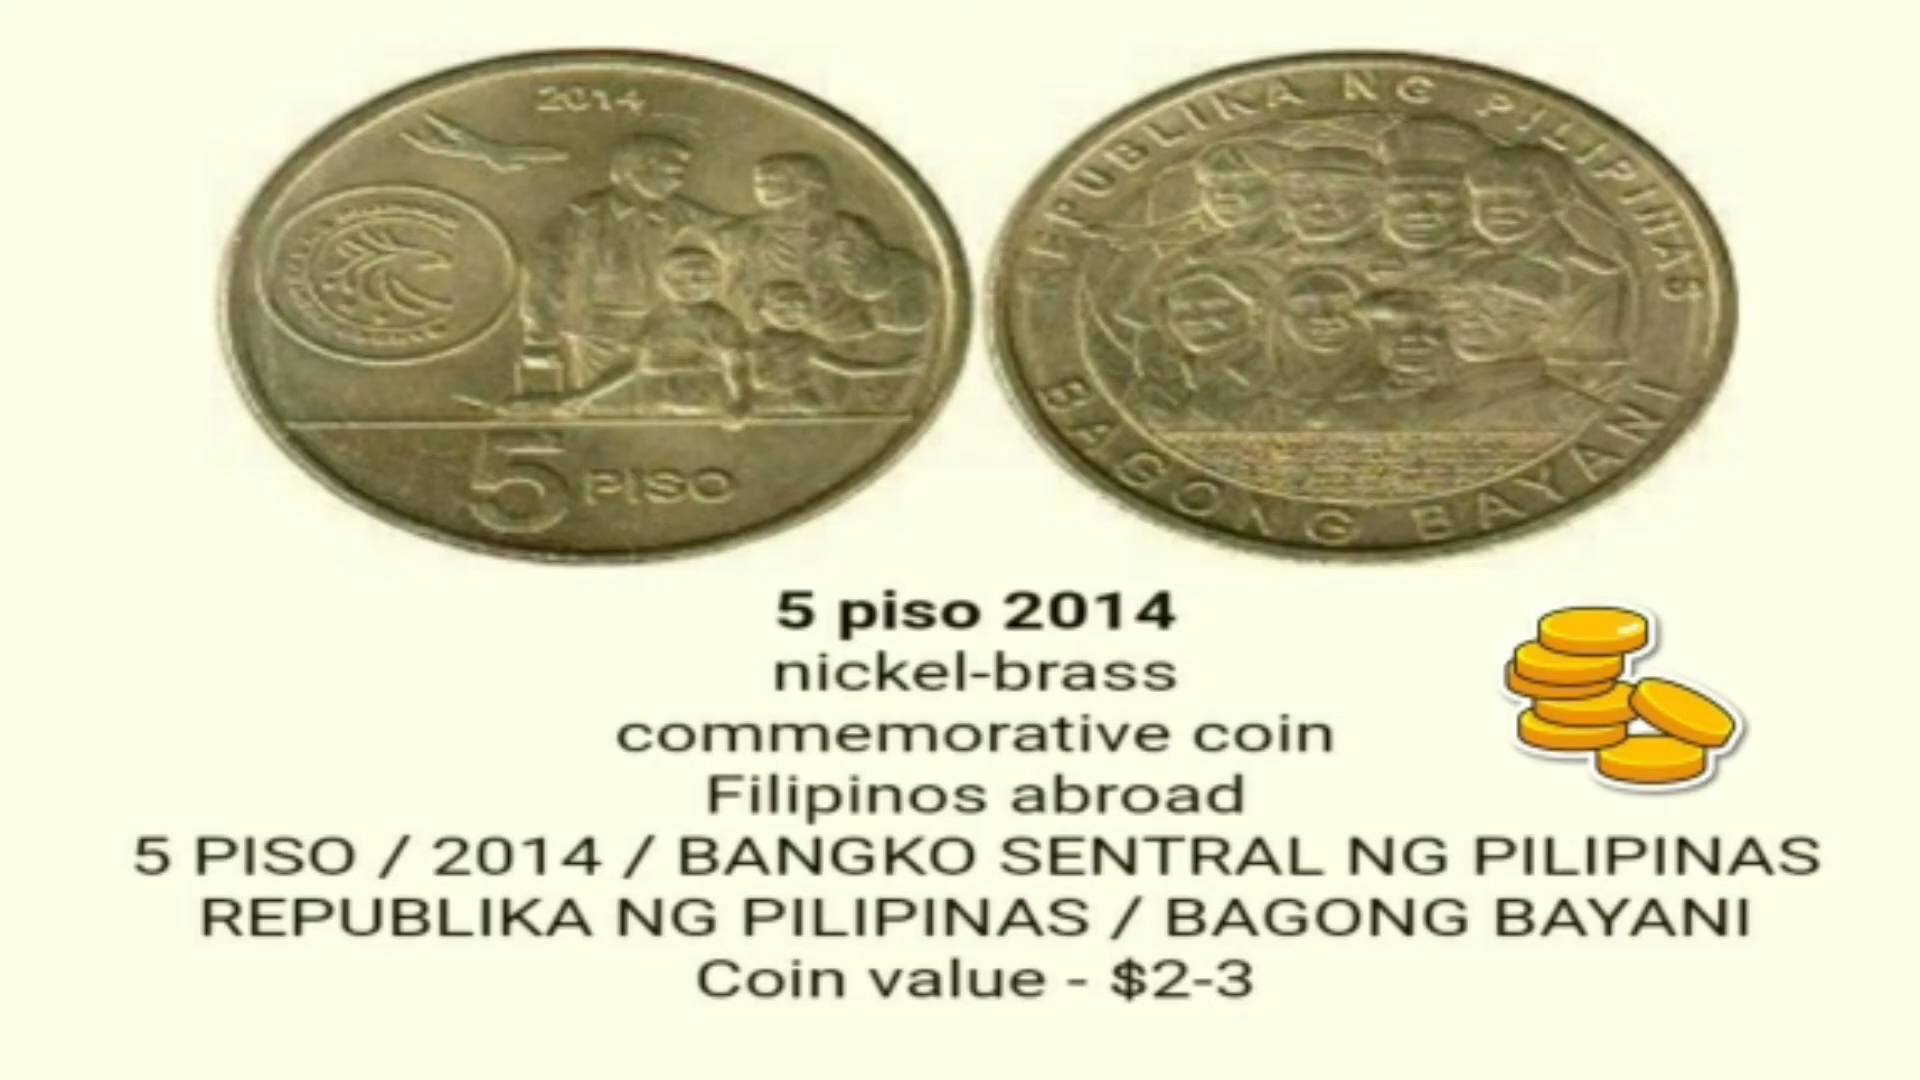 2014
5 PISO
REPUBLIKA NG PILIPINAS
BAGONG BAYANI
5 piso 2014
nickel-brass
commemorative coin
Filipinos abroad
5 PISO / 2014 / BANGKO SENTRAL NG PILIPINAS
REPUBLIKA NG PILIPINAS / BAGONG BAYANI
Coin value - $2-3